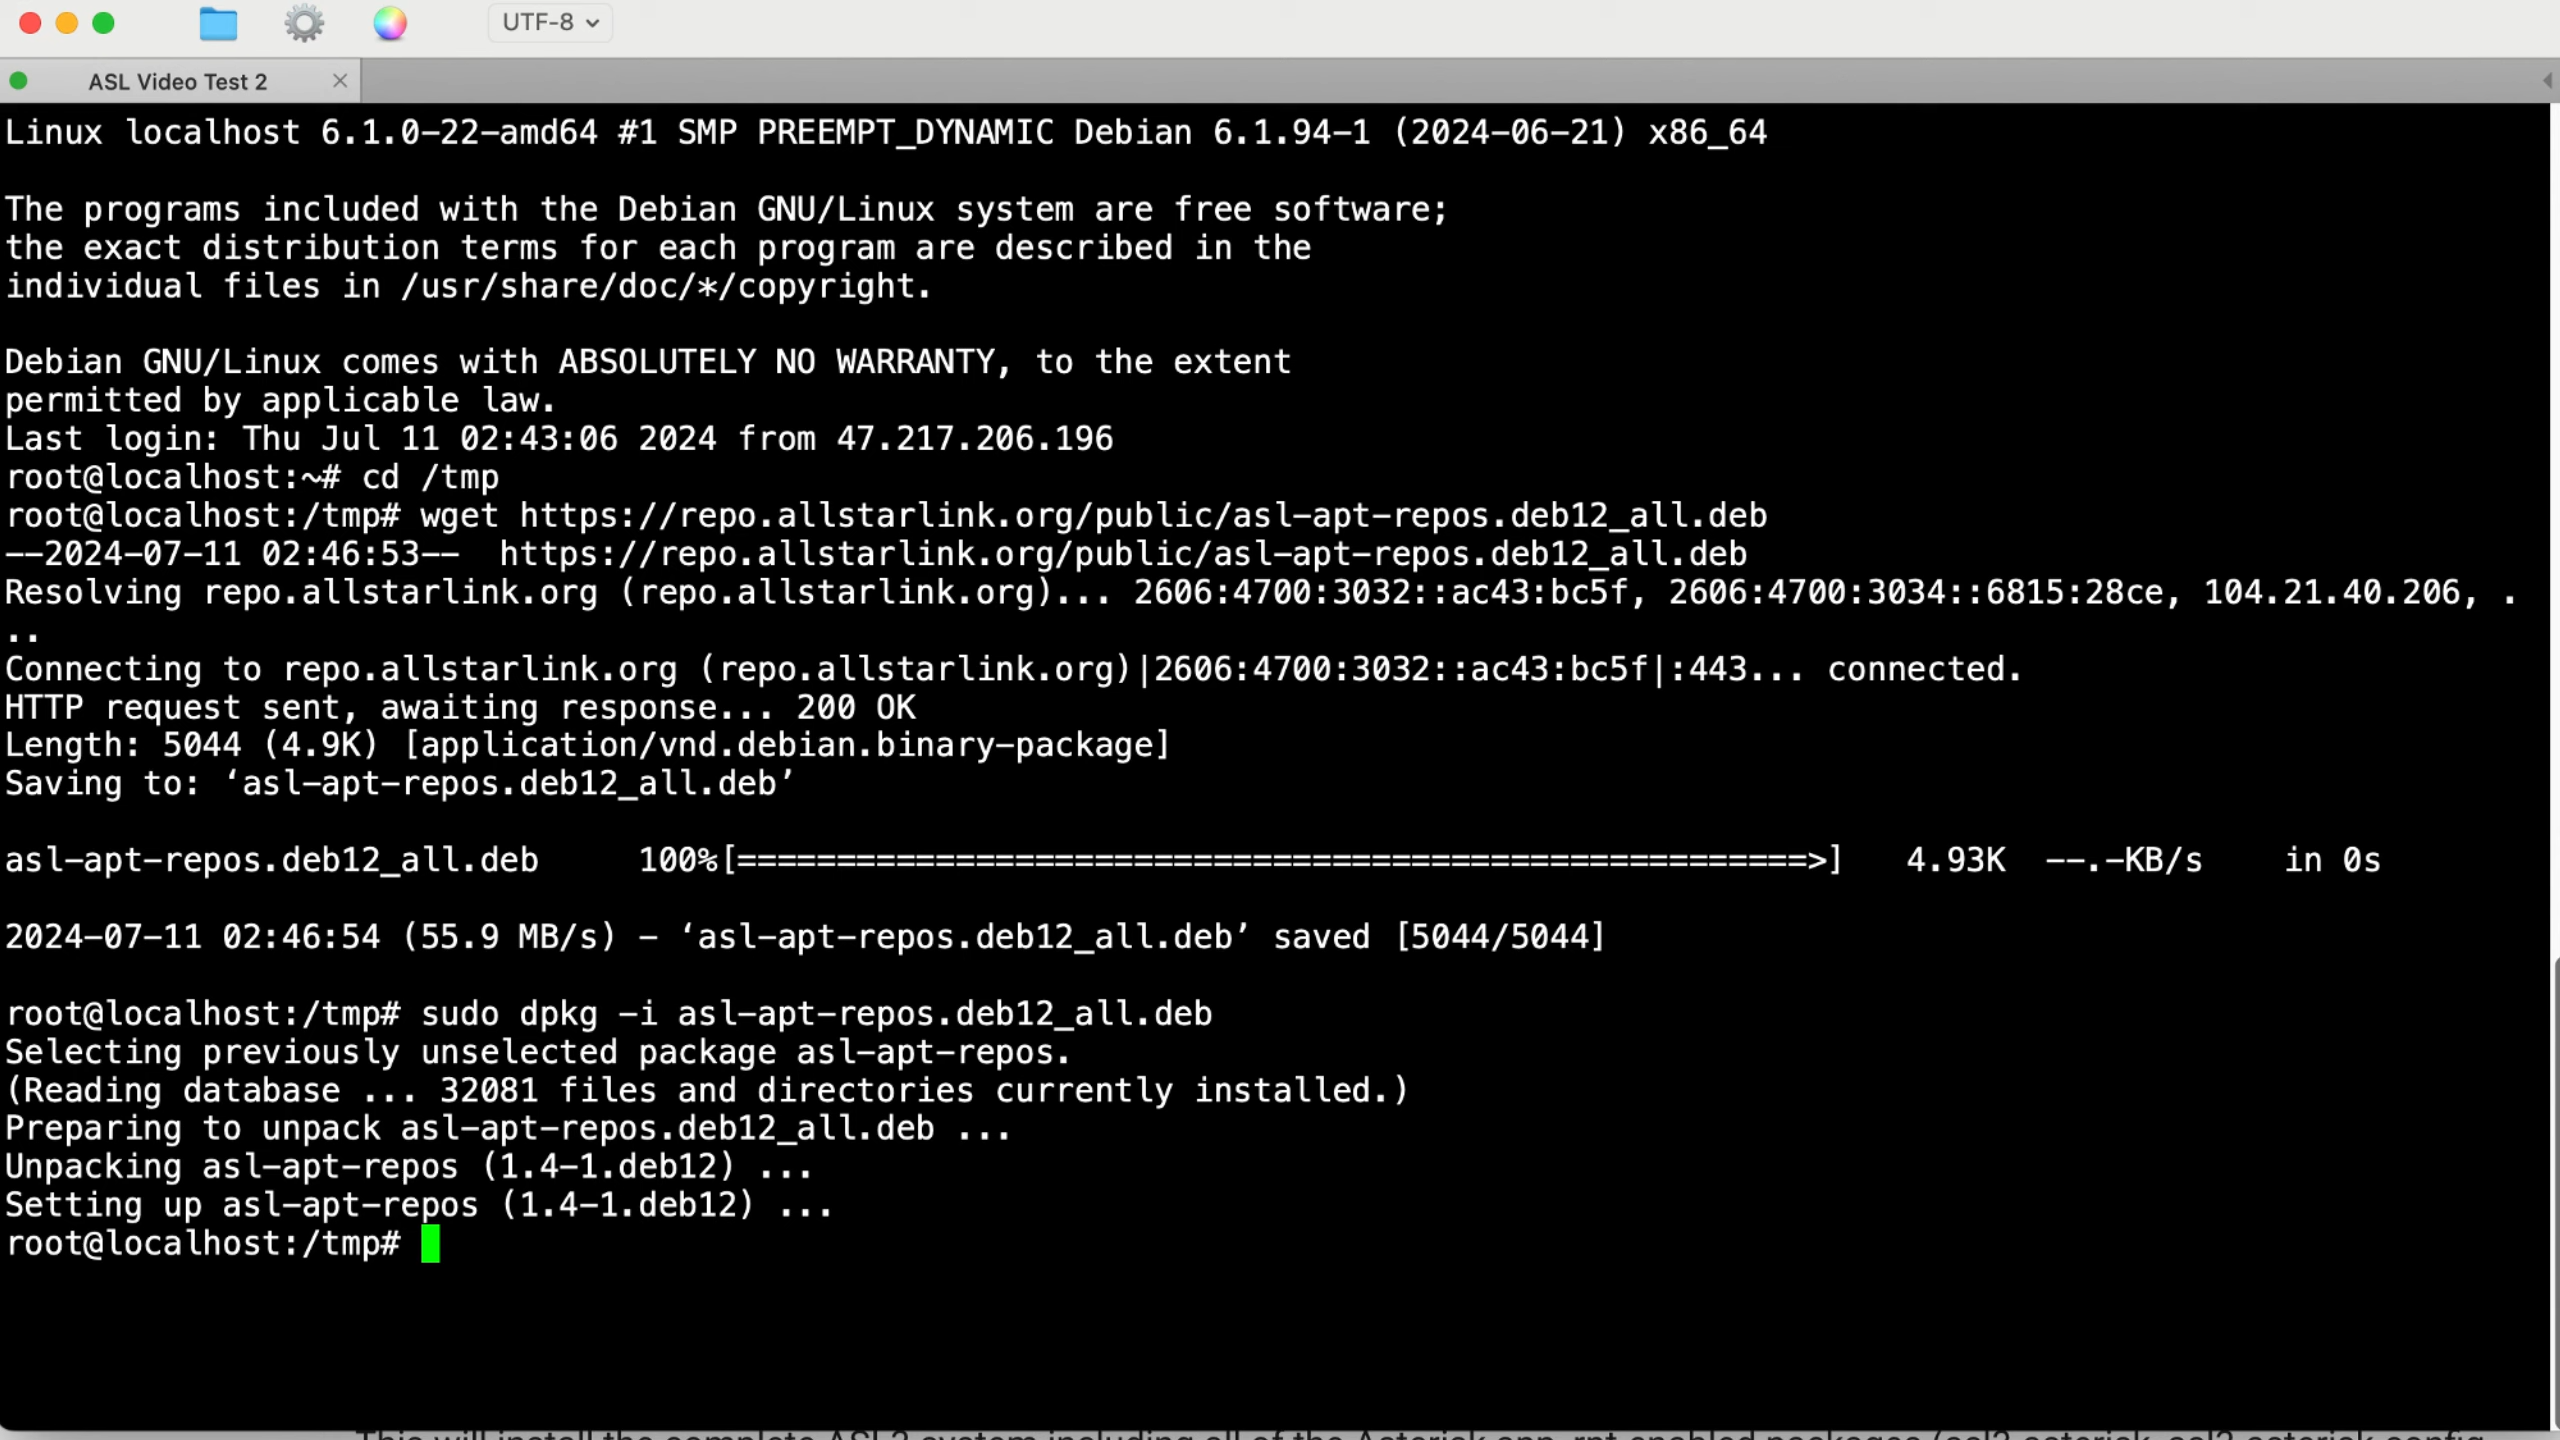 UTF-8
ASL Video Test 2
Linux localhost 6.1.0-22-amd64 #1 SMP PREEMPT_DYNAMIC Debian 6.1.94-1 (2024-06-21) x86_64
The programs included with the Debian GNU/Linux system are free software;
the exact distribution terms for each program are described in the
individual files in /usr/share/doc/*/copyright.
Debian GNU/Linux comes with ABSOLUTELY NO WARRANTY, to the extent
permitted by applicable law.
Last login: Thu Jul 11 02:43:06 2024 from 47.217.206.196
root@localhost:~# cd /tmp
root@localhost:/tmp# wget https://repo.allstarlink.org/public/asl-apt-repos.deb12_all.deb
--2024-07-11 02:46:53--  https://repo.allstarlink.org/public/asl-apt-repos.deb12_all.deb
Resolving repo.allstarlink.org (repo.allstarlink.org)... 2606:4700:3032::ac43:bc5f, 2606:4700:3034::6815:28ce, 104.21.40.206, .
..
Connecting to repo.allstarlink.org (repo.allstarlink.org)|2606:4700:3032::ac43:bc5f|:443... connected.
HTTP request sent, awaiting response... 200 OK
Length: 5044 (4.9K) [application/vnd.debian.binary-package]
Saving to: ‘asl-apt-repos.deb12_all.deb’
asl-apt-repos.deb12_all.deb     100%[======================================================>]   4.93K  --.-KB/s    in 0s
2024-07-11 02:46:54 (55.9 MB/s) - ‘asl-apt-repos.deb12_all.deb’ saved [5044/5044]
root@localhost:/tmp# sudo dpkg -i asl-apt-repos.deb12_all.deb
Selecting previously unselected package asl-apt-repos.
(Reading database ... 32081 files and directories currently installed.)
Preparing to unpack asl-apt-repos.deb12_all.deb ...
Unpacking asl-apt-repos (1.4-1.deb12) ...
Setting up asl-apt-repos (1.4-1.deb12) ...
root@localhost:/tmp#